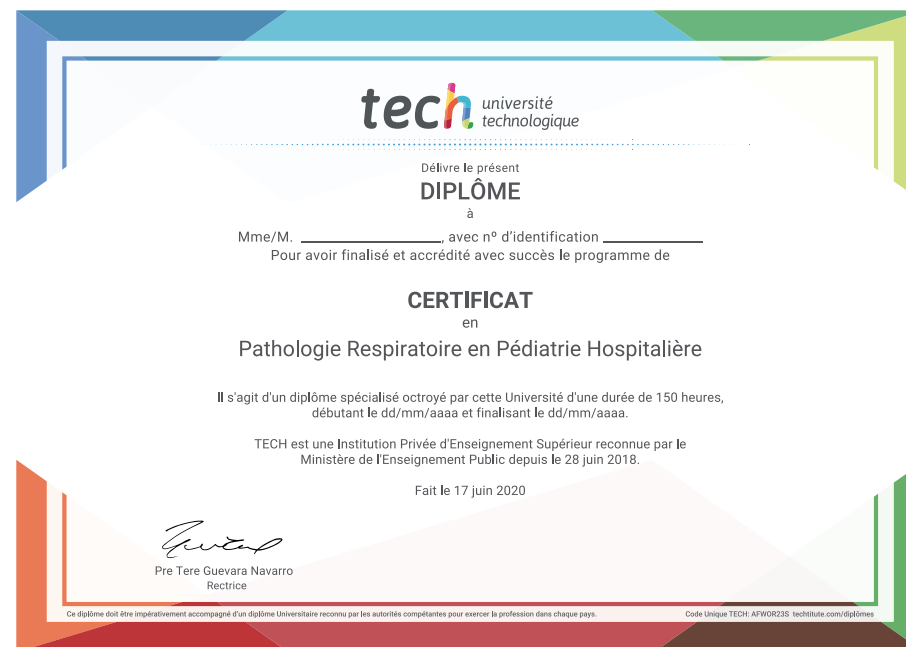 tech université
technologique
Délivre le présent
DIPLÔME
à
Mme/M. ____________________, avec nº d'identification ______________
Pour avoir finalisé et accrédité avec succès le programme de
CERTIFICAT
en
Pathologie Respiratoire en Pédiatrie Hospitalière
Il s'agit d'un diplôme spécialisé octroyé par cette Université d'une durée de 150 heures,
débutant le dd/mm/aaaa et finalisant le dd/mm/aaaa.
TECH est une Institution Privée d'Enseignement Supérieur reconnue par le
Ministère de l'Enseignement Public depuis le 28 juin 2018.
Fait le 17 juin 2020
Pre Tere Guevara Navarro
Rectrice
Ce diplôme doit être impérativement accompagné d'un diplôme Universitaire reconnu par les autorités compétantes pour exercer la profession dans chaque pays.
Code Unique TECH: AFWOR23S techtitute.com/diplômes